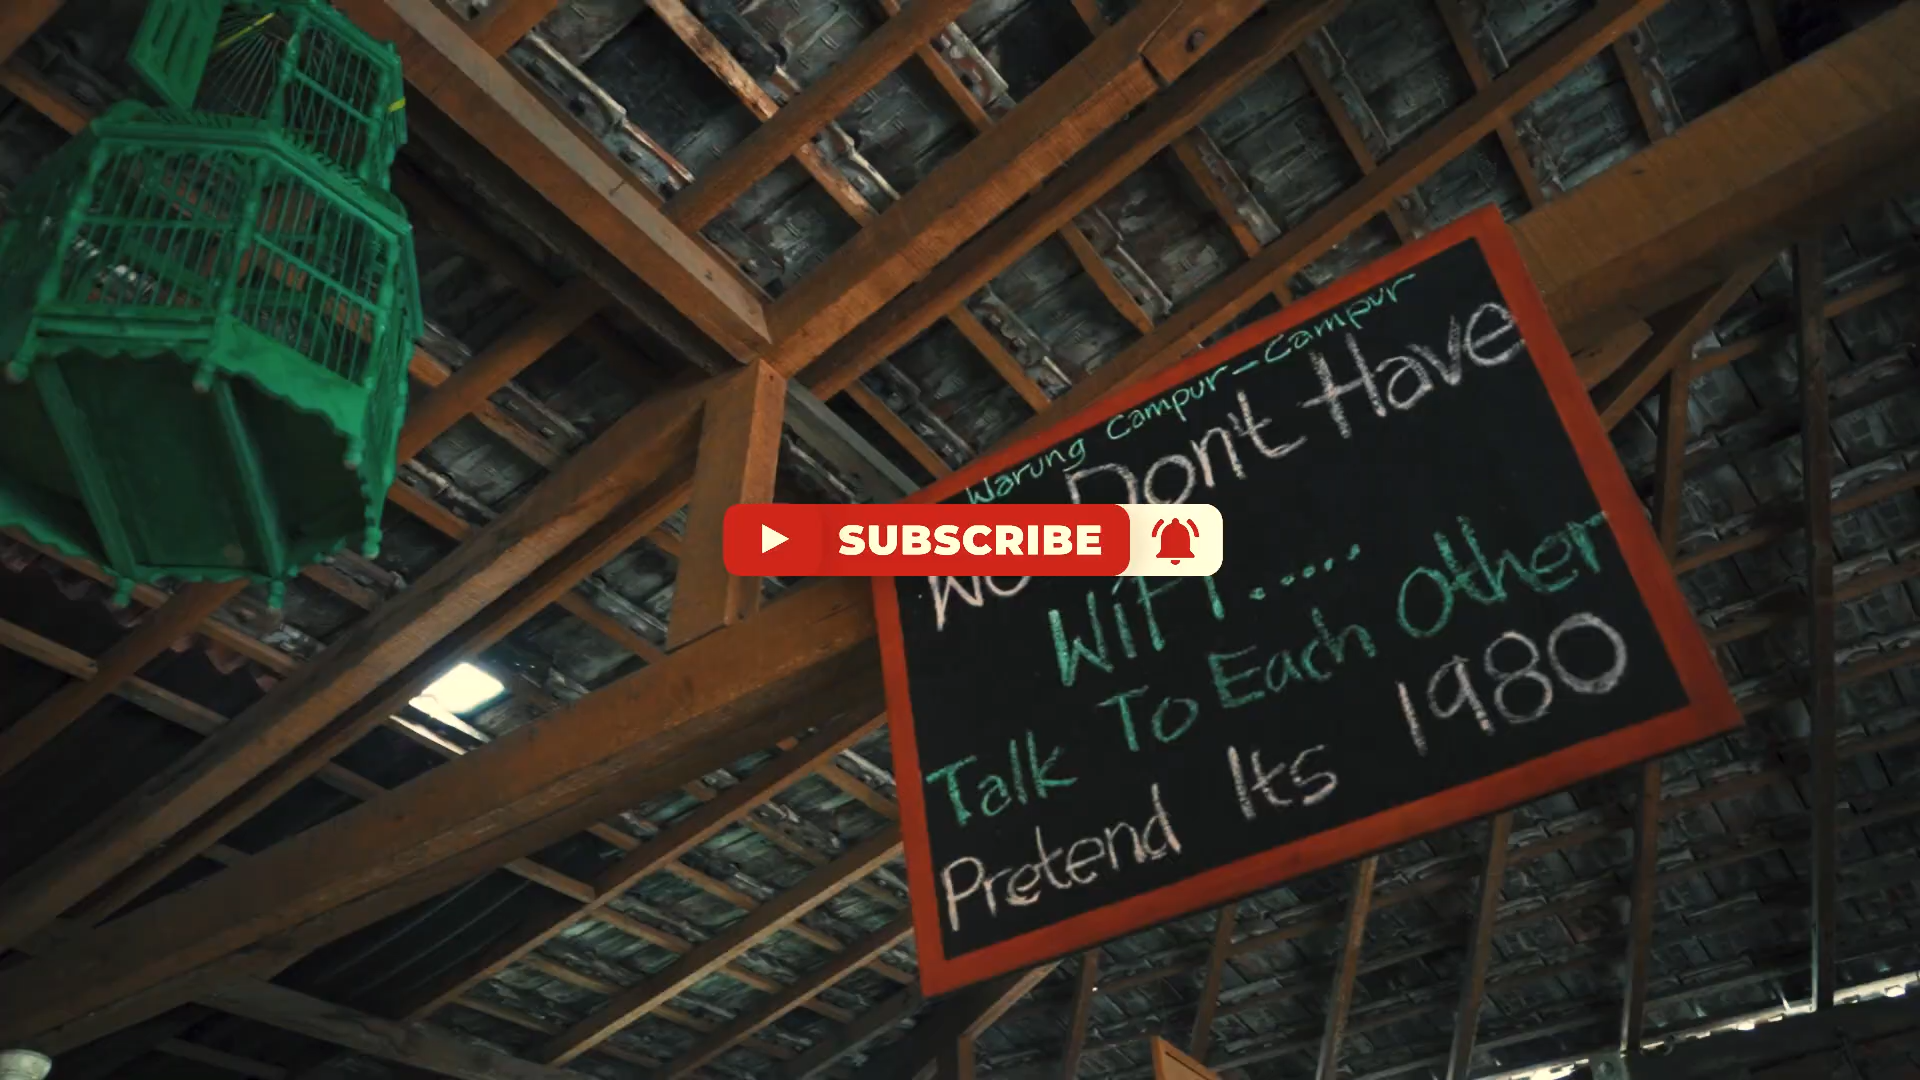 Warung Campur-Campur
Don't Have
SUBSCRIBE
WiFi.....
Talk To Each Other
Pretend Its 1980